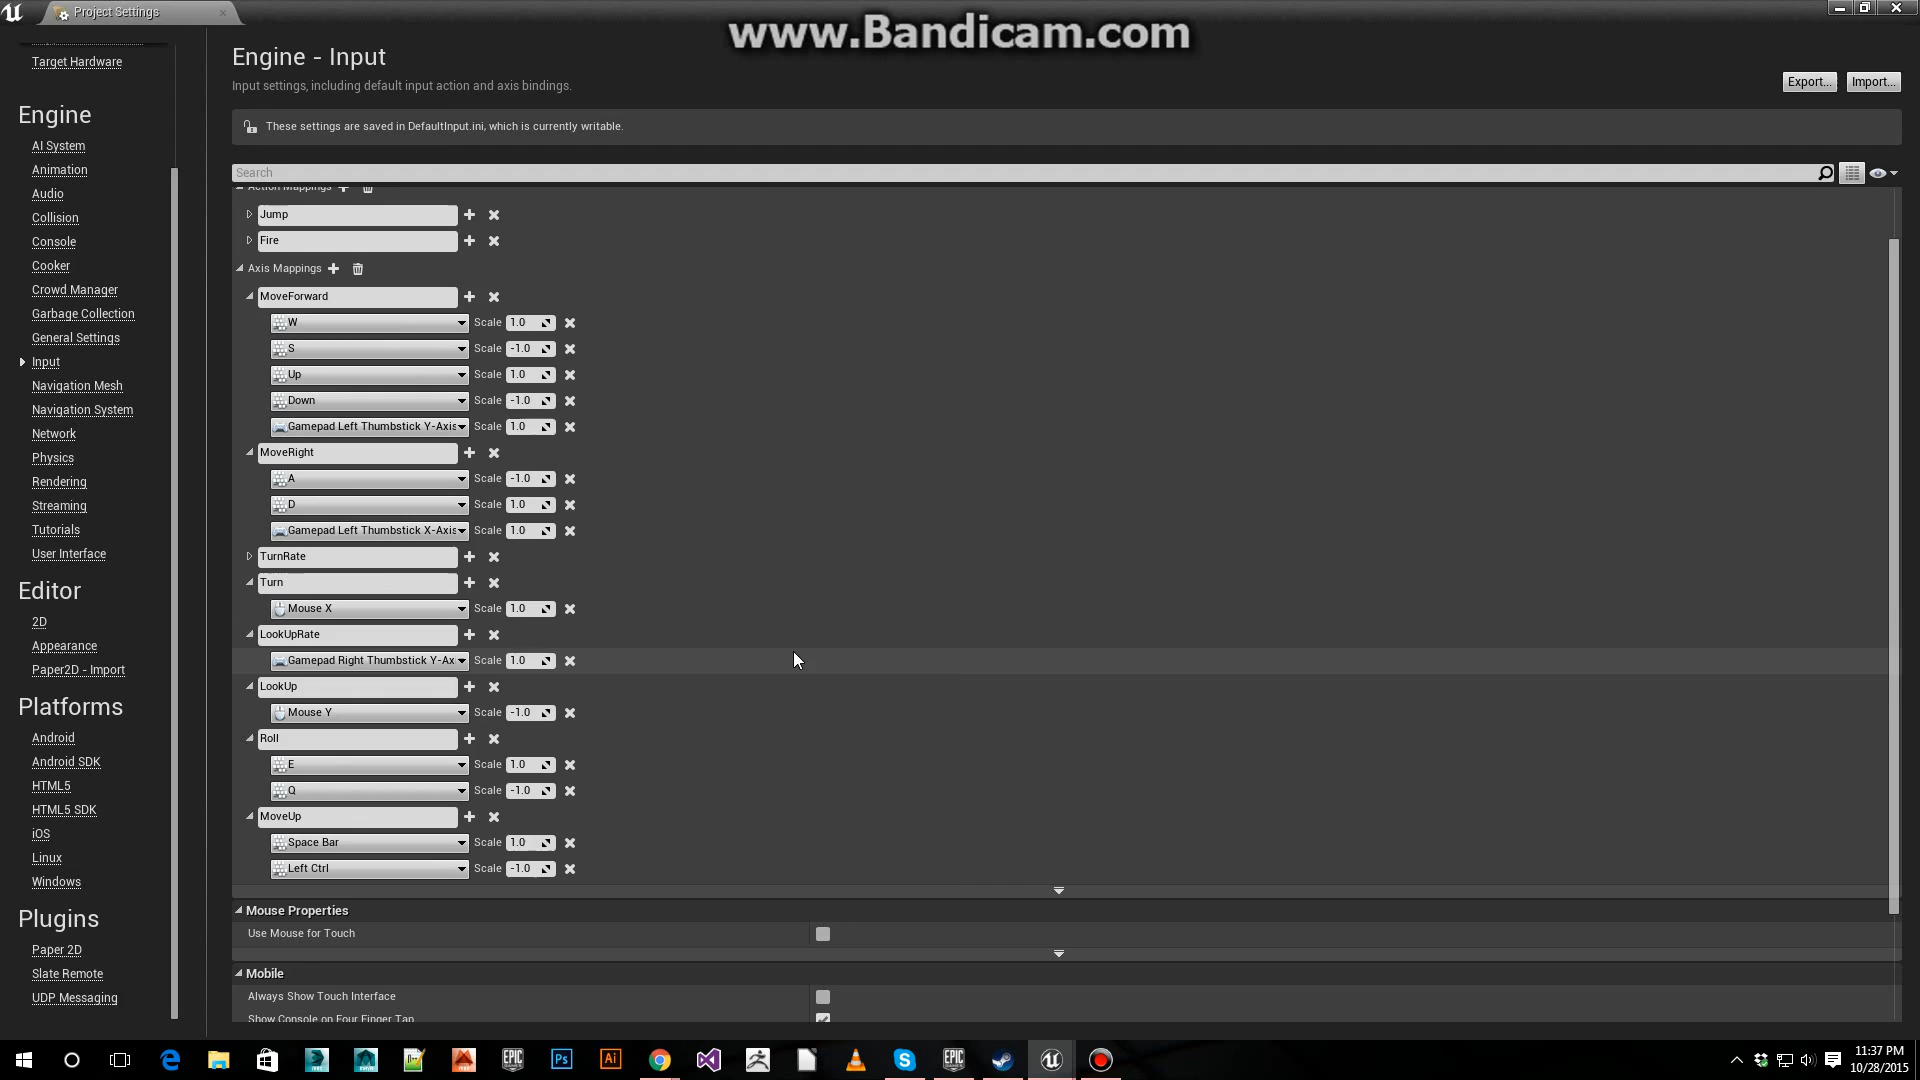 Project Settings
www.Bandicam.com
Target Hardware
Engine
AI System
Animation
Audio
Collision
Console
Cooker
Crowd Manager
Garbage Collection
General Settings
Input
Navigation Mesh
Navigation System
Network
Physics
Rendering
Streaming
Tutorials
User Interface
Editor
2D
Appearance
Paper2D - Import
Platforms
Android
Android SDK
HTML5
HTML5 SDK
iOS
Linux
Windows
Plugins
Paper 2D
Slate Remote
UDP Messaging
Engine - Input
Input settings, including default input action and axis bindings.
Export... Import...
These settings are saved in DefaultInput.ini, which is currently writable.
Search
Action Mappings
Jump
Fire
Axis Mappings
MoveForward
W Scale 1.0
S Scale -1.0
Up Scale 1.0
Down Scale -1.0
Gamepad Left Thumbstick Y-Axis Scale 1.0
MoveRight
A Scale -1.0
D Scale 1.0
Gamepad Left Thumbstick X-Axis Scale 1.0
TurnRate
Turn
Mouse X Scale 1.0
LookUpRate
Gamepad Right Thumbstick Y-Ax Scale 1.0
LookUp
Mouse Y Scale -1.0
Roll
E Scale 1.0
Q Scale -1.0
MoveUp
Space Bar Scale 1.0
Left Ctrl Scale -1.0
Mouse Properties
Use Mouse for Touch
Mobile
Always Show Touch Interface
Show Console on Four Finger Tap
EPIC GAMES
Ps
Ai
EPIC GAMES
11:37 PM
10/28/2015